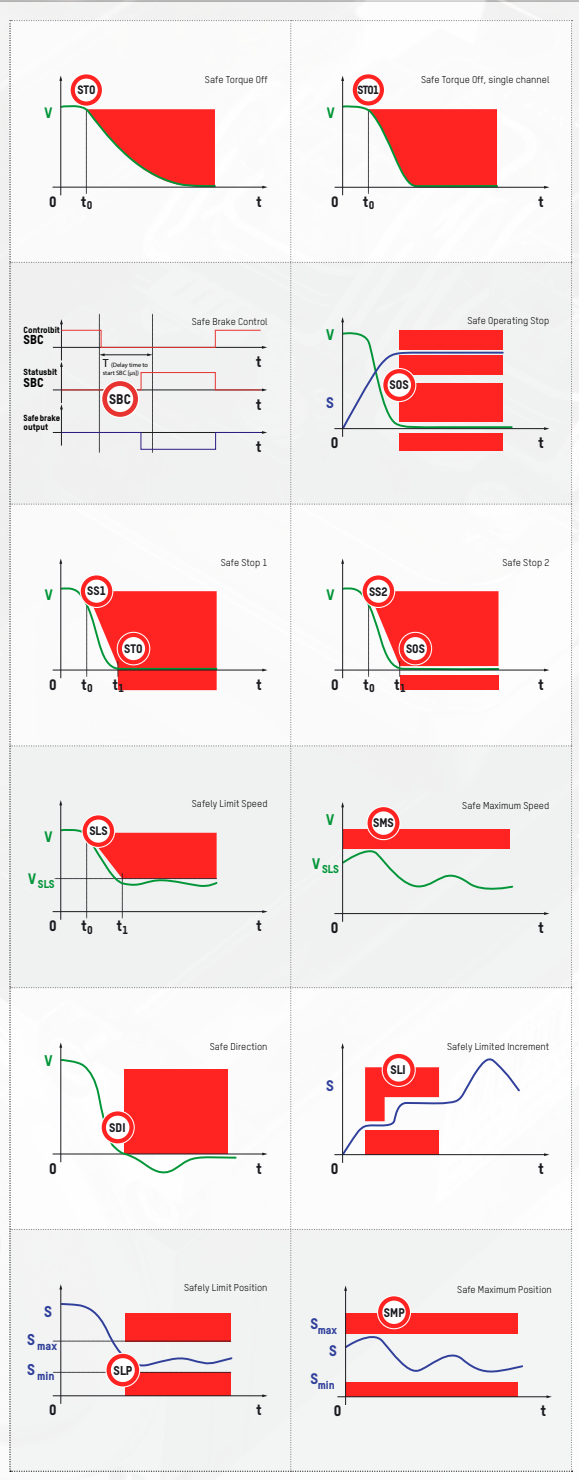 Safe Torque Off
STO
V
0
t0
t
Safe Torque Off, single channel
STO1
V
0
t0
t
Safe Brake Control
Controlbit
SBC
t
T (Delay time to
start SBC [µs])
Statusbit
SBC
SBC
t
Safe brake
output
t
Safe Operating Stop
V
SOS
S
0
t
Safe Stop 1
V
SS1
STO
0
t0
t1
t
Safe Stop 2
V
SS2
SOS
0
t0
t1
t
Safely Limit Speed
SLS
V
VSLS
0
t0
t1
t
Safe Maximum Speed
V
SMS
VSLS
0
t
Safe Direction
V
SDI
0
t
Safely Limited Increment
SLI
S
0
t
Safely Limit Position
S
Smax
Smin
SLP
0
t
Safe Maximum Position
SMP
Smax
S
Smin
0
t